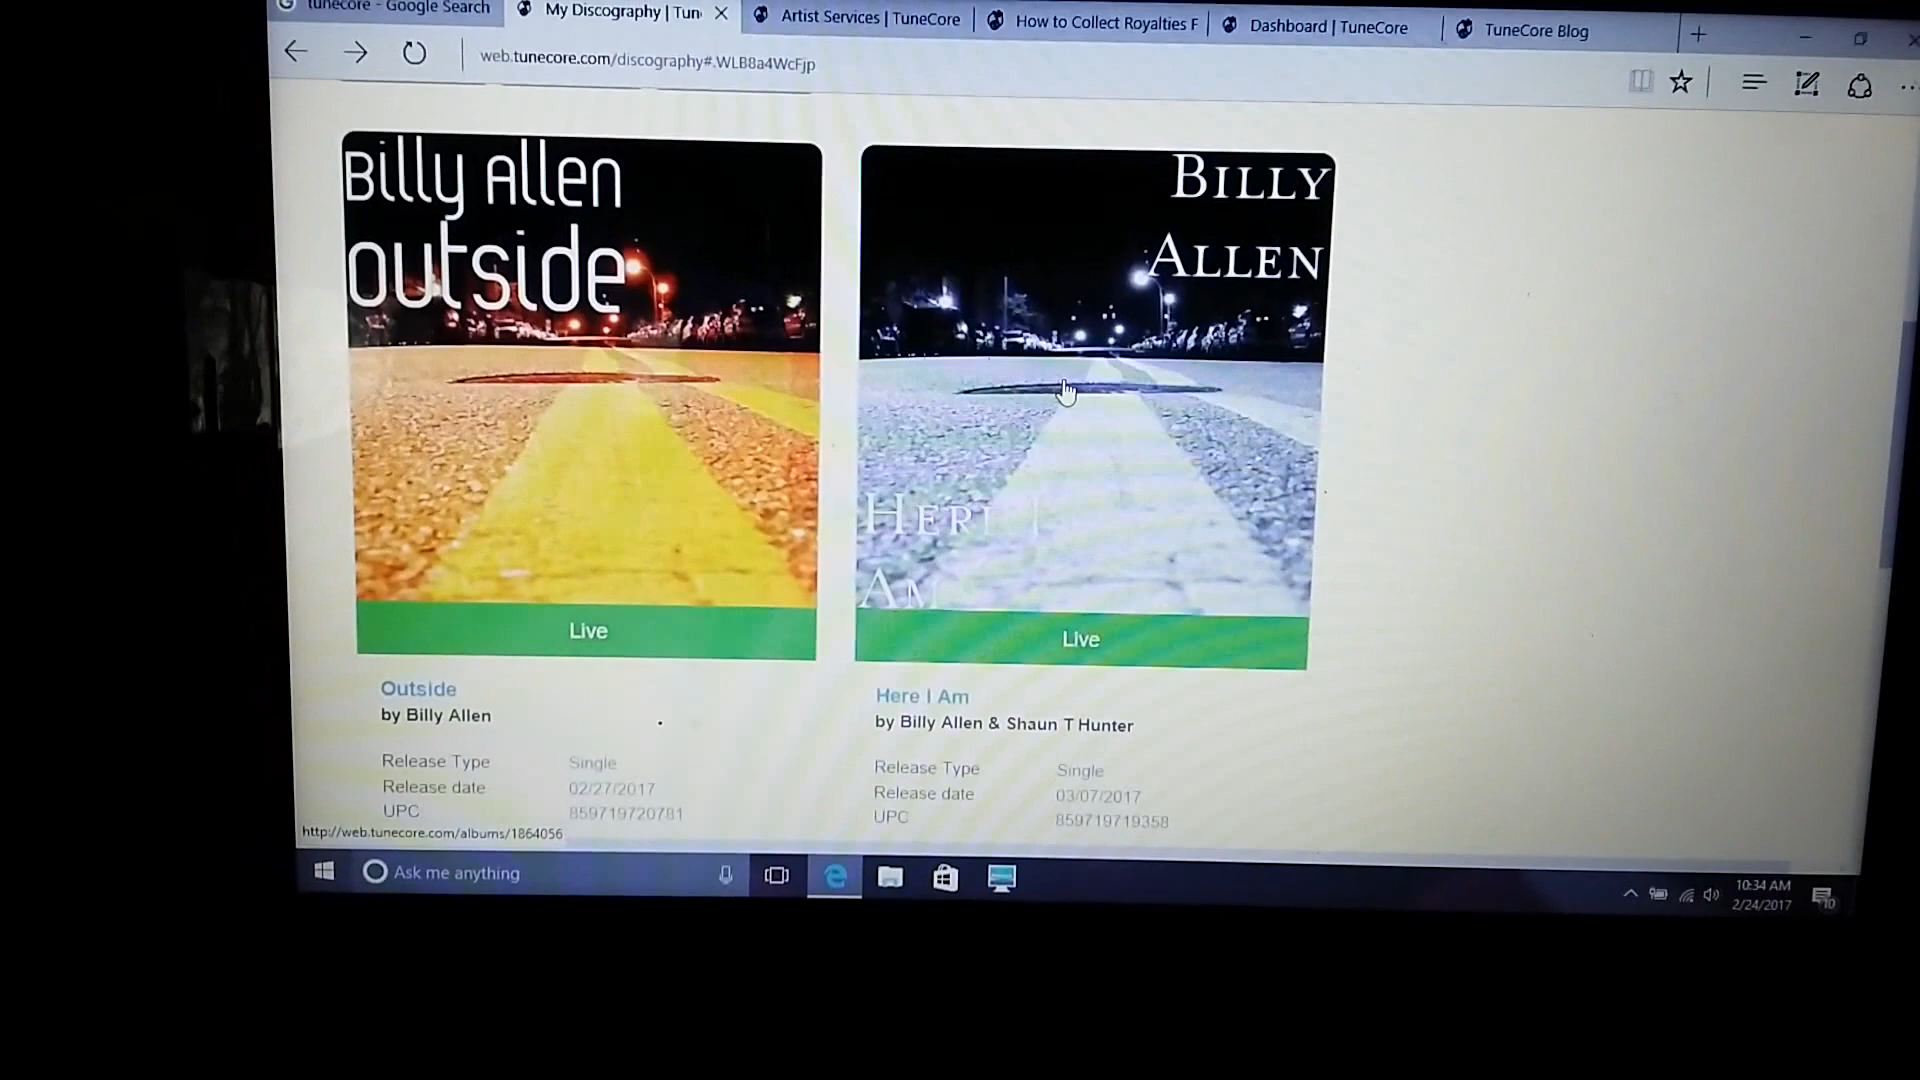 tunecore - Google Search
My Discography | Tun
Artist Services | TuneCore
How to Collect Royalties F
Dashboard | TuneCore
TuneCore Blog
web.tunecore.com/discography#.WLB8a4WcFjp
Billy Allen
outside
BILLY
ALLEN
HERE I
AM
Live
Live
Outside
by Billy Allen
Release Type Single
Release date 02/27/2017
UPC 859719720781
Here I Am
by Billy Allen & Shaun T Hunter
Release Type Single
Release date 03/07/2017
UPC 859719719358
http://web.tunecore.com/albums/1864056
Ask me anything
10:34 AM
2/24/2017
10